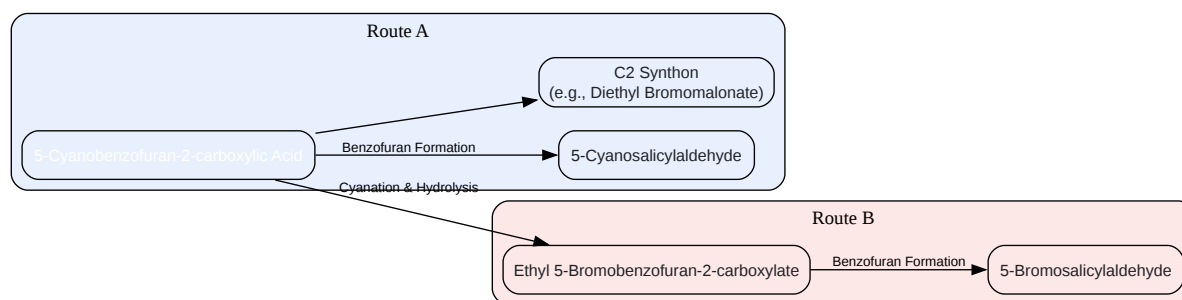 Route A
C2 Synthon
(e.g., Diethyl Bromomalonate)
5-Cyanobenzofuran-2-carboxylic Acid
Benzofuran Formation
5-Cyanosalicylaldehyde
Cyanation & Hydrolysis
Route B
Ethyl 5-Bromobenzofuran-2-carboxylate
Benzofuran Formation
5-Bromosalicylaldehyde